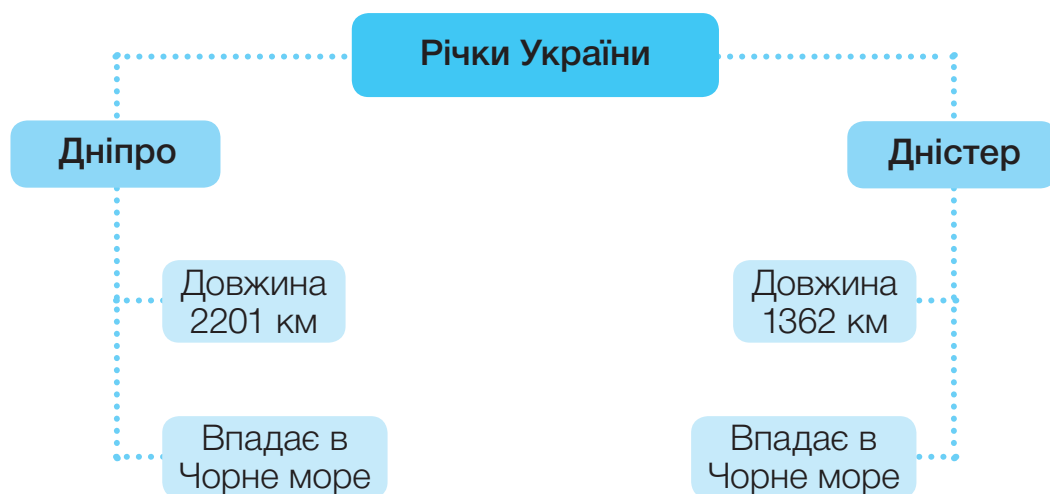 Річки України
Дніпро
Дністер
Довжина
2201 км
Довжина
1362 км
Впадає в
Чорне море
Впадає в
Чорне море